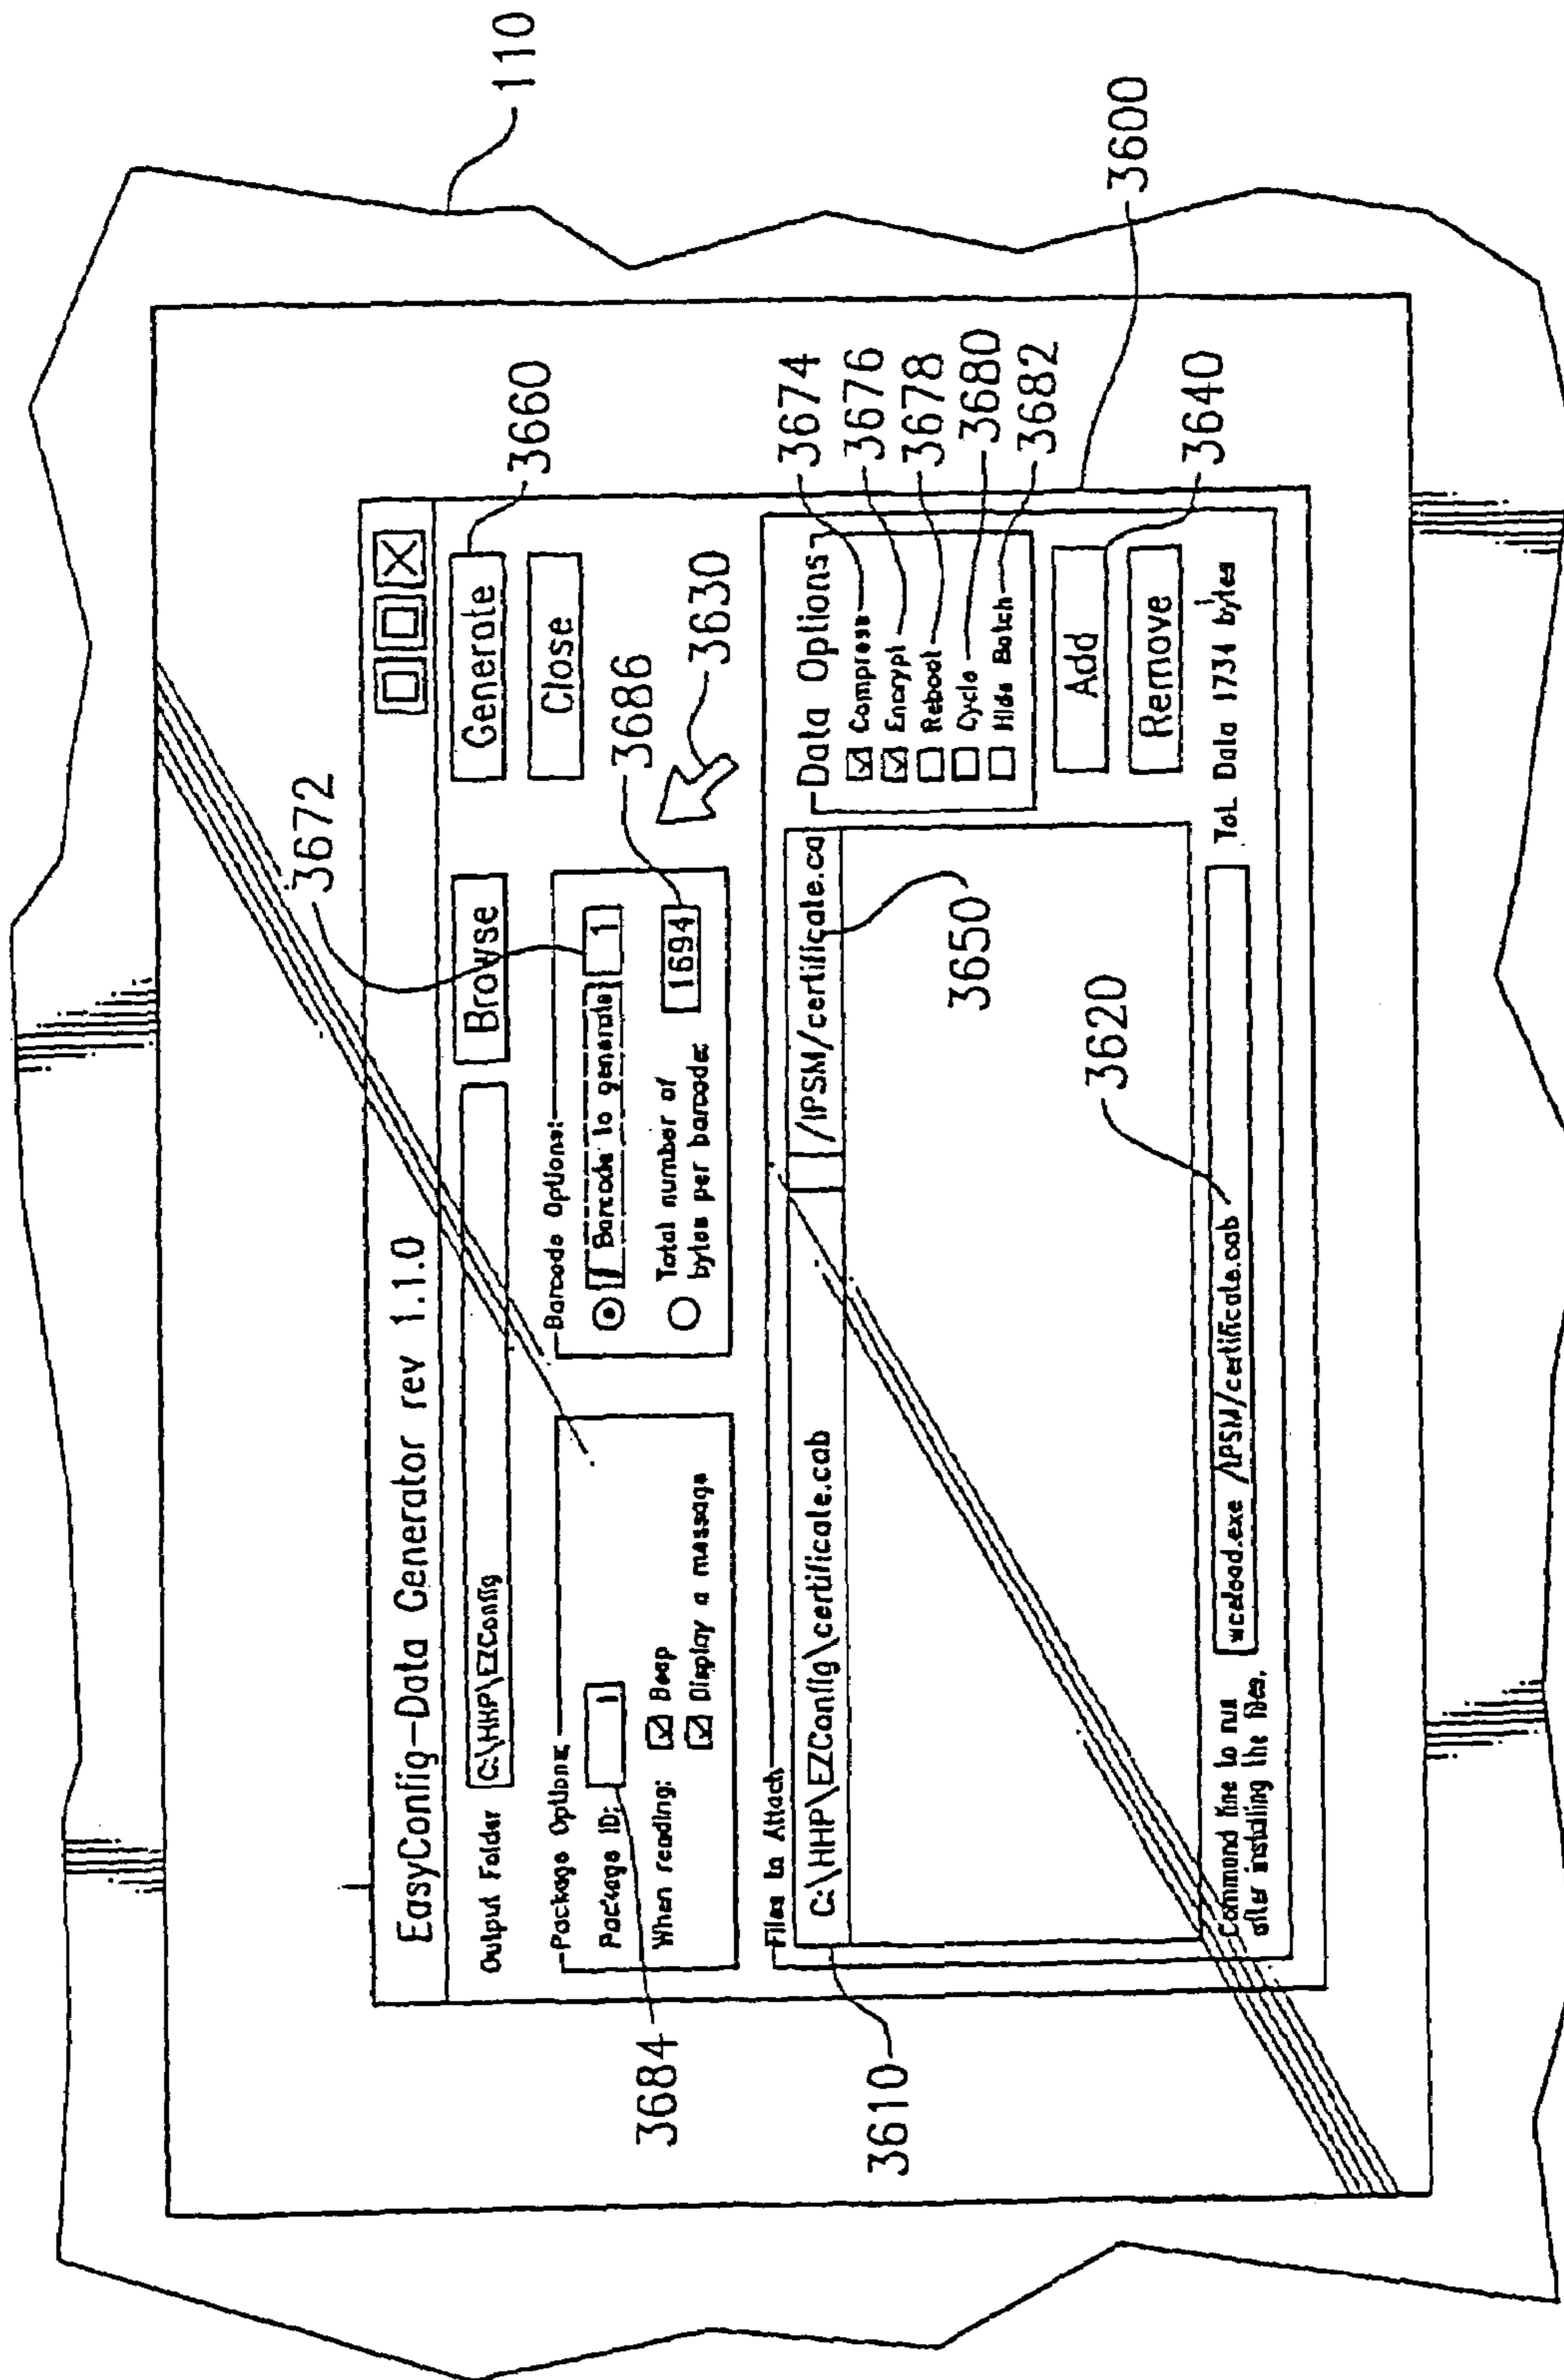 110
EasyConfig-Data Generator rev 1.1.0
Output Folder C:\HHP\EZConfig Browse Generate
Close
3660
3672
Package Options:
Package ID: 1
When reading: Beep
Display a message
3684
Barcode Options:
Barcode to generate 1
Total number of
bytes per barcode: 1694
3686
3630
Files to Attach
C:\HHP\EZConfig\certificate.cab /IPSM/certificate.ca
3610
3650
Data Options
Compress 3674
Encrypt 3676
Reboot 3678
Cycle 3680
Hide Batch 3682
Add 3640
Remove
3600
3620
Command line to run
after installing the files.
wceload.exe /IPSM/certificate.cab
Tot. Data 1734 bytes